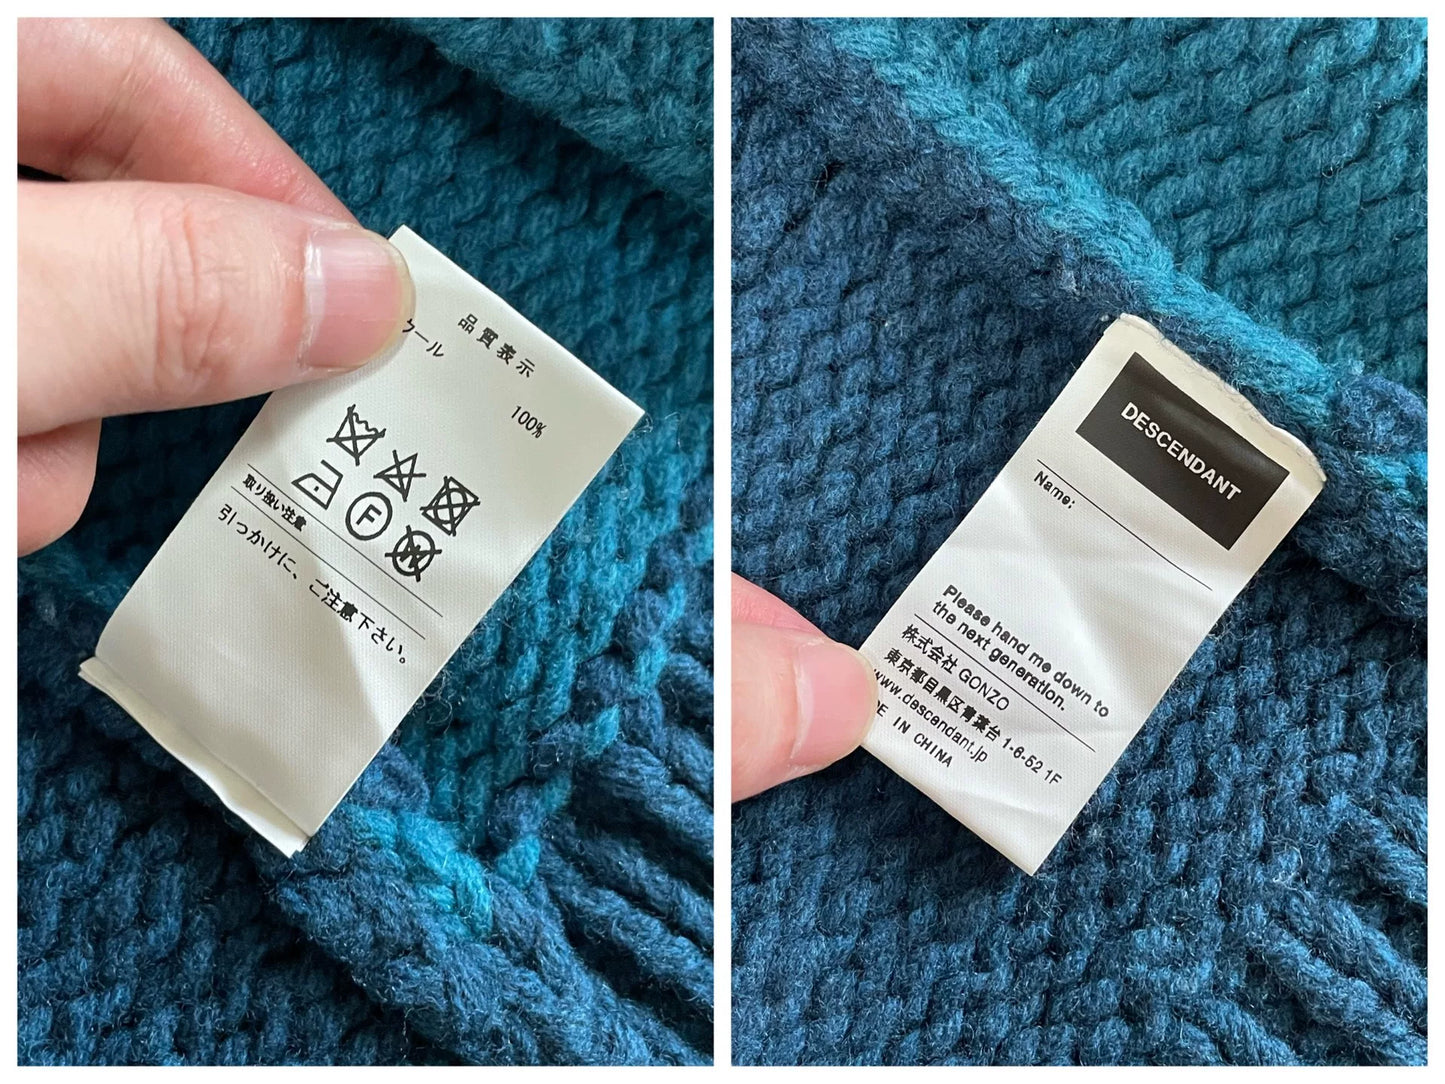 品質表示
ウール 100%
F
W
取り扱い注意
引っかけに、ご注意下さい。
DESCENDANT
Name:
Please hand me down to
the next generation.
株式会社 GONZO
東京都目黒区青葉台 1-6-52 1F
www.descendant.jp
IN CHINA